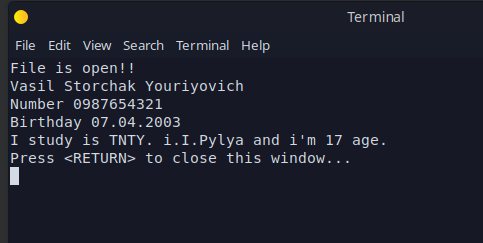 Terminal
File Edit View Search Terminal Help
File is open!!
Vasil Storchak Youriyovich
Number 0987654321
Birthday 07.04.2003
I study is TNTY. i.I.Pylya and i'm 17 age.
Press <RETURN> to close this window...